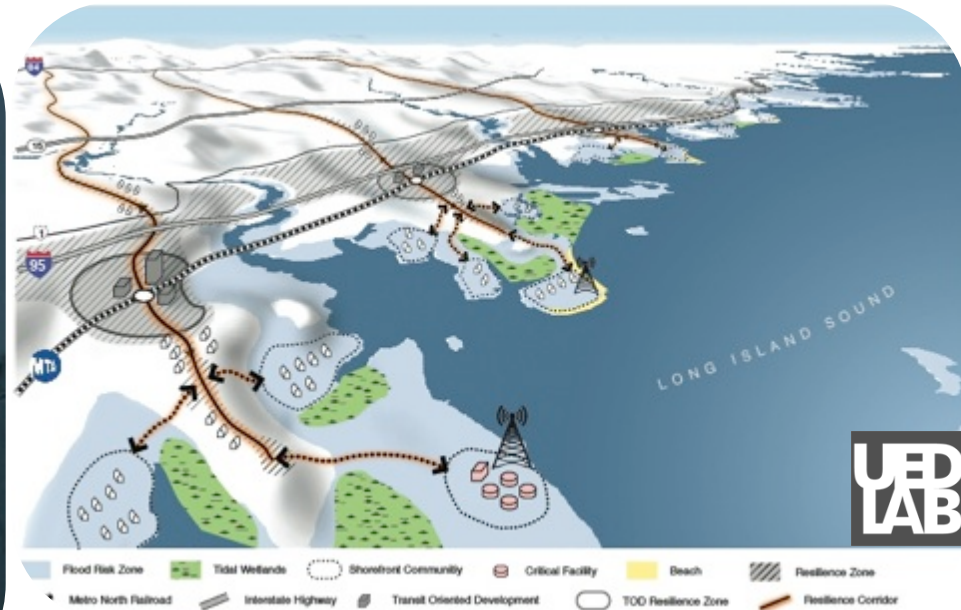 84
15
1
95
MTA
LONG ISLAND SOUND
UED
LAB
Flood Risk Zone
Tidal Wetlands
Shorefront Community
Critical Facility
Beach
Resilience Zone
Metro North Railroad
Interstate Highway
Transit Oriented Development
TOD Resilience Zone
Resilience Corridor